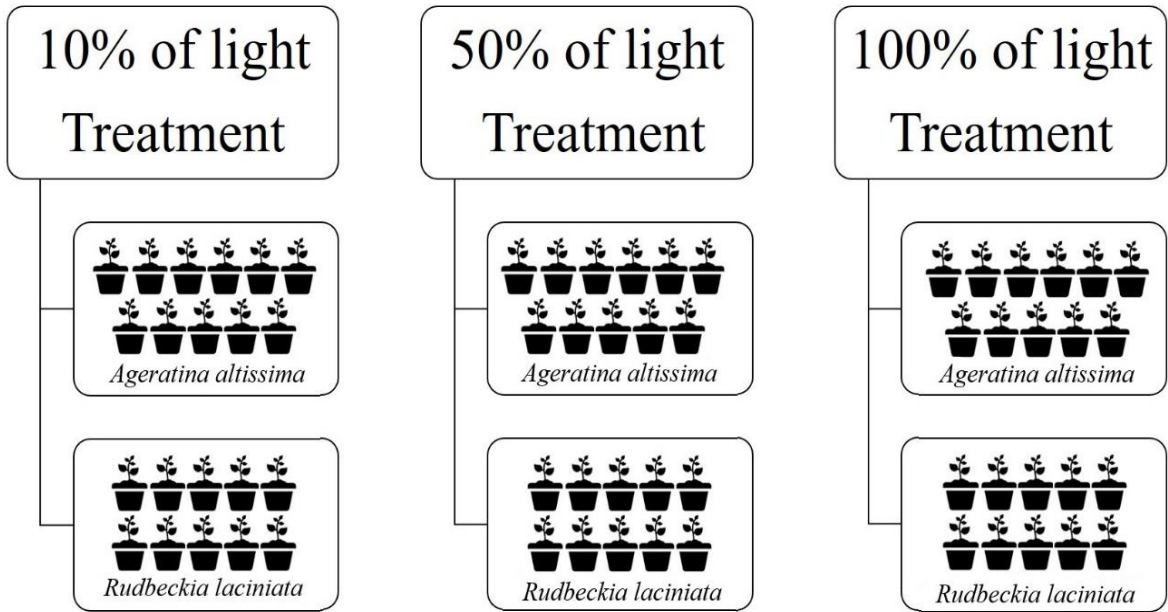 10% of light
Treatment
Ageratina altissima
Rudbeckia laciniata
50% of light
Treatment
Ageratina altissima
Rudbeckia laciniata
100% of light
Treatment
Ageratina altissima
Rudbeckia laciniata